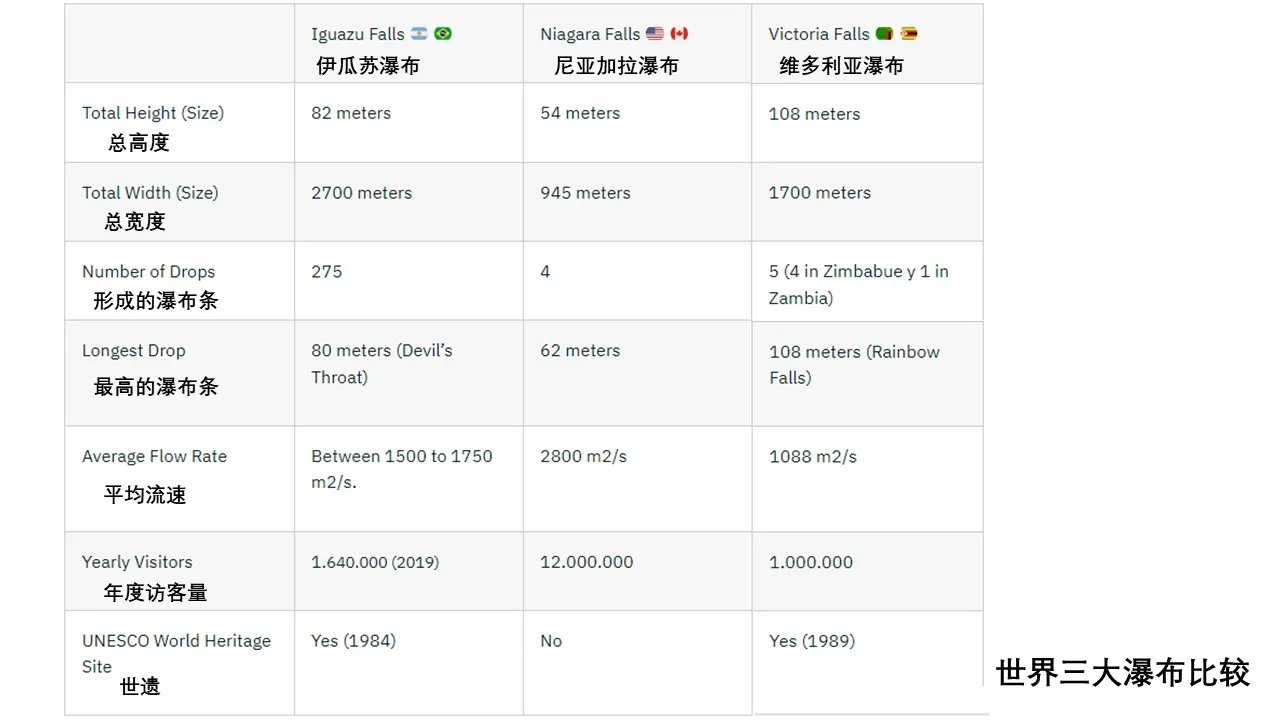 Iguazu Falls 🇦🇷 🇧🇷
伊瓜苏瀑布
Niagara Falls 🇺🇸 🇨🇦
尼亚加拉瀑布
Victoria Falls 🇿🇲 🇿🇼
维多利亚瀑布
Total Height (Size)
总高度
82 meters
54 meters
108 meters
Total Width (Size)
总宽度
2700 meters
945 meters
1700 meters
Number of Drops
形成的瀑布条
275
4
5 (4 in Zimbabue y 1 in
Zambia)
Longest Drop
最高的瀑布条
80 meters (Devil’s
Throat)
62 meters
108 meters (Rainbow
Falls)
Average Flow Rate
平均流速
Between 1500 to 1750
m2/s.
2800 m2/s
1088 m2/s
Yearly Visitors
年度访客量
1.640.000 (2019)
12.000.000
1.000.000
UNESCO World Heritage
Site
世遗
Yes (1984)
No
Yes (1989)
世界三大瀑布比较